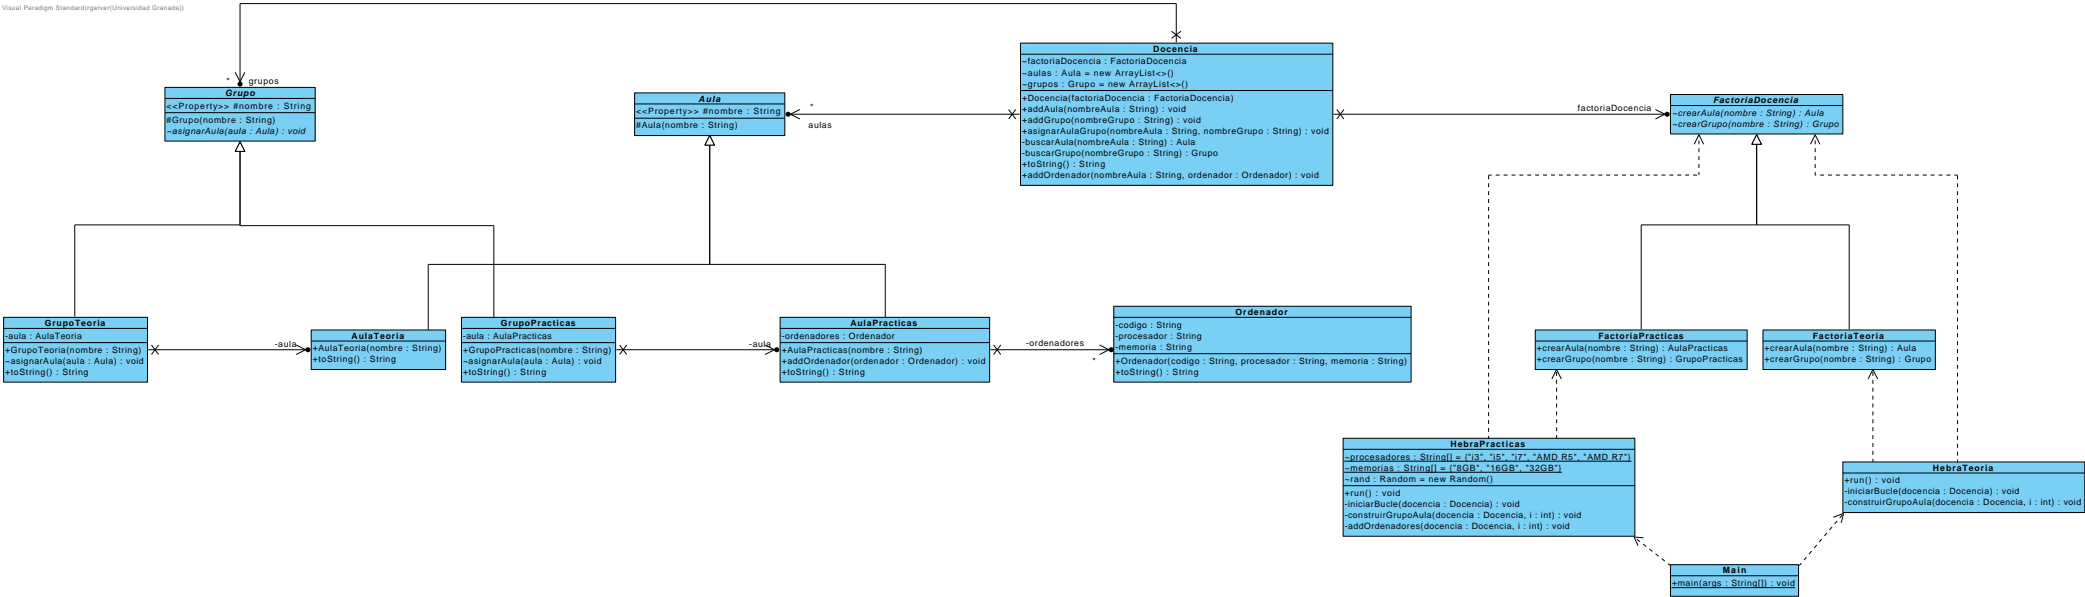 Visual Paradigm Standard(rgarver(Universidad Granada))
* grupos
Grupo
<<Property>> #nombre : String
#Grupo(nombre : String)
~asignarAula(aula : Aula) : void
Aula
<<Property>> #nombre : String
#Aula(nombre : String)
*
aulas
Docencia
~factoriaDocencia : FactoriaDocencia
~aulas : Aula = new ArrayList<>()
~grupos : Grupo = new ArrayList<>()
+Docencia(factoriaDocencia : FactoriaDocencia)
+addAula(nombreAula : String) : void
+addGrupo(nombreGrupo : String) : void
+asignarAulaGrupo(nombreAula : String, nombreGrupo : String) : void
-buscarAula(nombreAula : String) : Aula
-buscarGrupo(nombreGrupo : String) : Grupo
+toString() : String
+addOrdenador(nombreAula : String, ordenador : Ordenador) : void
factoriaDocencia
FactoriaDocencia
~crearAula(nombre : String) : Aula
~crearGrupo(nombre : String) : Grupo
GrupoTeoria
-aula : AulaTeoria
+GrupoTeoria(nombre : String)
~asignarAula(aula : Aula) : void
+toString() : String
-aula
AulaTeoria
+AulaTeoria(nombre : String)
+toString() : String
GrupoPracticas
-aula : AulaPracticas
+GrupoPracticas(nombre : String)
~asignarAula(aula : Aula) : void
+toString() : String
-aula
AulaPracticas
-ordenadores : Ordenador
+AulaPracticas(nombre : String)
+addOrdenador(ordenador : Ordenador) : void
+toString() : String
-ordenadores
*
Ordenador
-codigo : String
-procesador : String
-memoria : String
+Ordenador(codigo : String, procesador : String, memoria : String)
+toString() : String
FactoriaPracticas
+crearAula(nombre : String) : AulaPracticas
+crearGrupo(nombre : String) : GrupoPracticas
FactoriaTeoria
+crearAula(nombre : String) : Aula
+crearGrupo(nombre : String) : Grupo
HebraPracticas
~procesadores : String[] = {"i3", "i5", "i7", "AMD R5", "AMD R7"}
~memorias : String[] = {"8GB", "16GB", "32GB"}
~rand : Random = new Random()
+run() : void
-iniciarBucle(docencia : Docencia) : void
-construirGrupoAula(docencia : Docencia, i : int) : void
-addOrdenadores(docencia : Docencia, i : int) : void
HebraTeoria
+run() : void
-iniciarBucle(docencia : Docencia) : void
-construirGrupoAula(docencia : Docencia, i : int) : void
Main
+main(args : String[]) : void